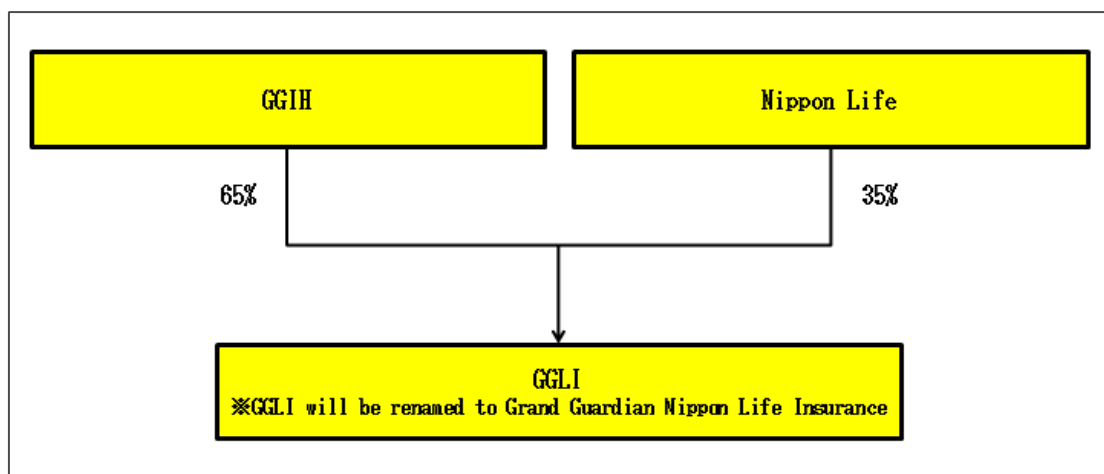 GGIH
Nippon Life
65%
35%
GGLI
※GGLI will be renamed to Grand Guardian Nippon Life Insurance